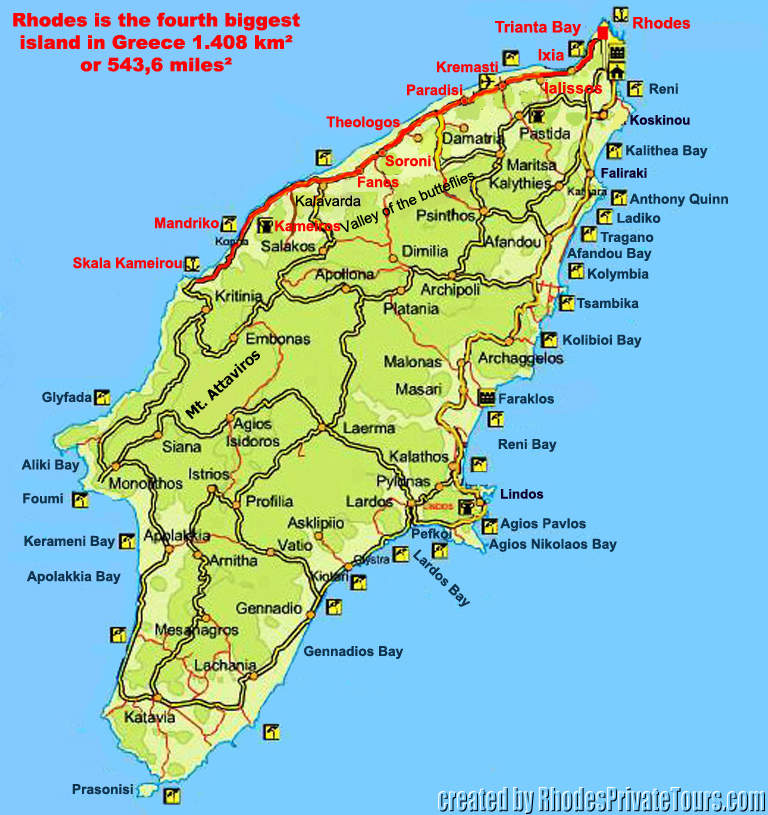 Rhodes is the fourth biggest
island in Greece 1.408 km²
or 543,6 miles²
Trianta Bay
Rhodes
Ixia
Kremasti
Ialissos
Paradisi
Reni
Theologos
Koskinou
Damatria
Pastida
Soroni
Kalithea Bay
Maritsa
Fanes
Kalythies
Faliraki
Valley of the buteflies
Kalavarda
Anthony Quinn
Mandriko
Kameiros
Psinthos
Ladiko
Salakos
Afandou
Tragano
Dimilia
Afandou Bay
Skala Kameirou
Apollona
Kolymbia
Kritinia
Archipoli
Platania
Tsambika
Embonas
Kolibioi Bay
Malonas
Archaggelos
Mt. Attaviros
Masari
Glyfada
Faraklos
Agios
Isidoros
Laerma
Siana
Reni Bay
Aliki Bay
Kalathos
Istrios
Monolithos
Pylonas
Foumi
Profilia
Lardos
Lindos
Asklipiio
Agios Pavlos
Kerameni Bay
Apolakkia
Pefkoi
Vatio
Agios Nikolaos Bay
Arnitha
Glystra
Apolakkia Bay
Kiotari
Lardos Bay
Gennadio
Mesanagros
Gennadios Bay
Lachania
Katavia
Prasonisi
created by RhodesPrivateTours.com